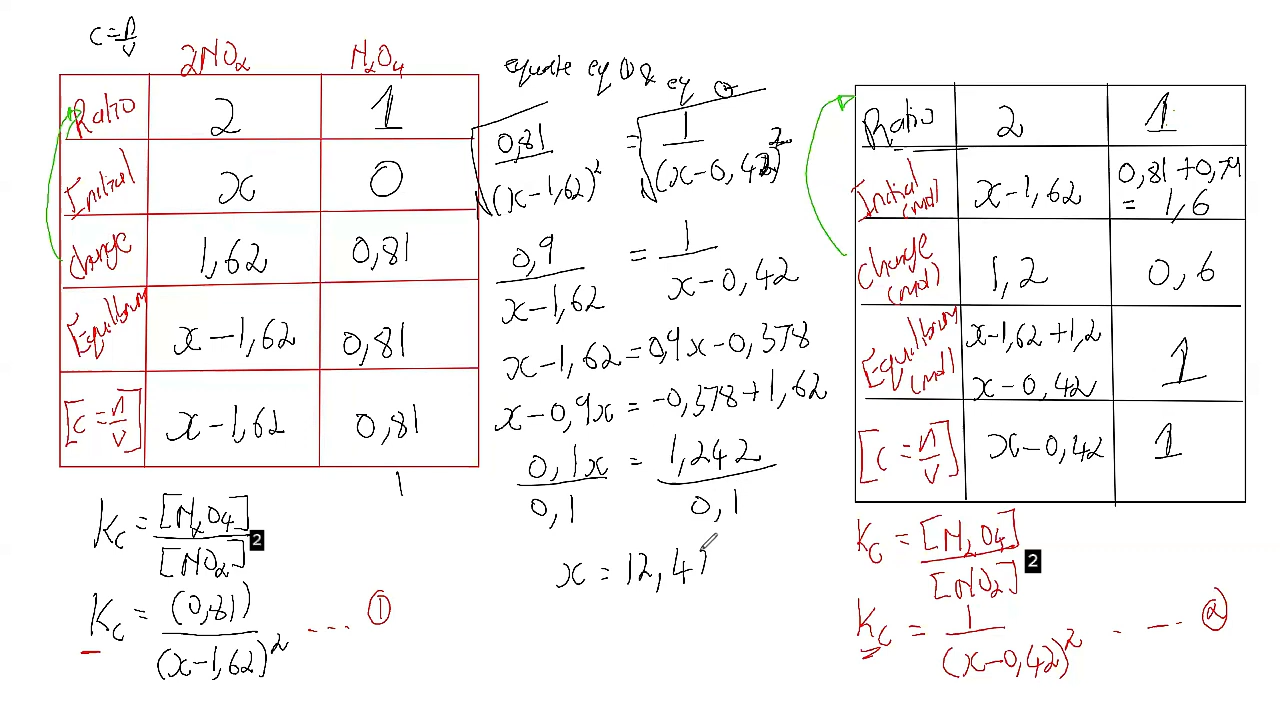 c = n/v
2NO₂ N₂O₄
Ratio 2 1
Initial x 0
Change 1,62 0,81
Equilibrium x-1,62 0,81
[c = n/v] x-1,62 0,81
1
Kc = [N₂O₄]/[NO₂]²
Kc = (0,81)/(x-1,62)² .... ①
equate eq ① & eq ②
√0,81/(x-1,62)² = √1/(x-0,42)²
0,9/x-1,62 = 1/x-0,42
x-1,62 = 0,9x-0,378
x-0,9x = -0,378+1,62
0,1x/0,1 = 1,242/0,1
x = 12,4
Ratio 2 1
Initial (mol) x-1,62 0,81+0,79
= 1,6
Change (mol) 1,2 0,6
Equilibrium (mol) x-1,62+1,2
x-0,42 1
[c = n/v] x-0,42 1
Kc = [N₂O₄]/[NO₂]²
Kc = 1/(x-0,42)² .... ②